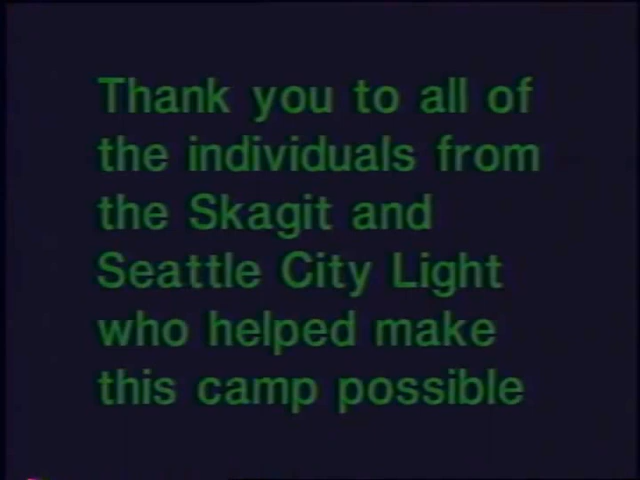 Thank you to all of
the individuals from
the Skagit and
Seattle City Light
who helped make
this camp possible